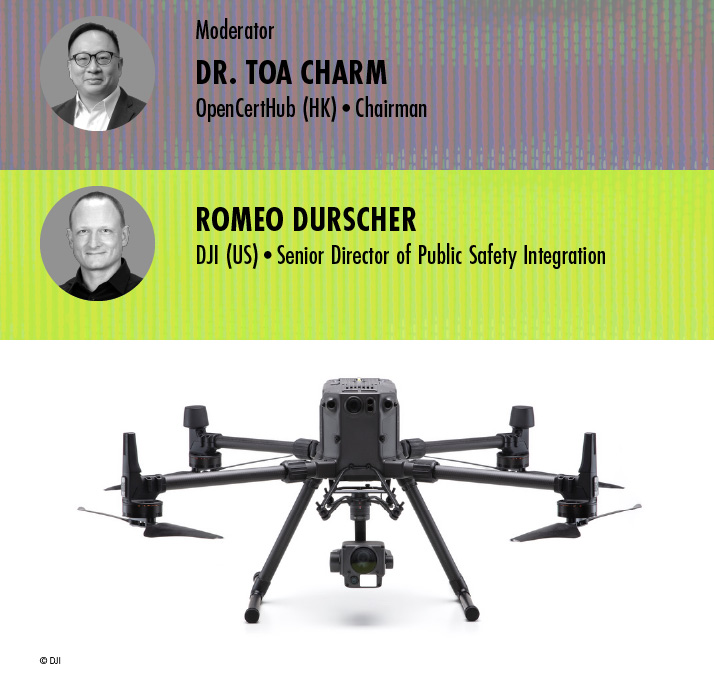 Moderator
DR. TOA CHARM
OpenCertHub (HK) • Chairman
ROMEO DURSCHER
DJI (US) • Senior Director of Public Safety Integration
© DJI